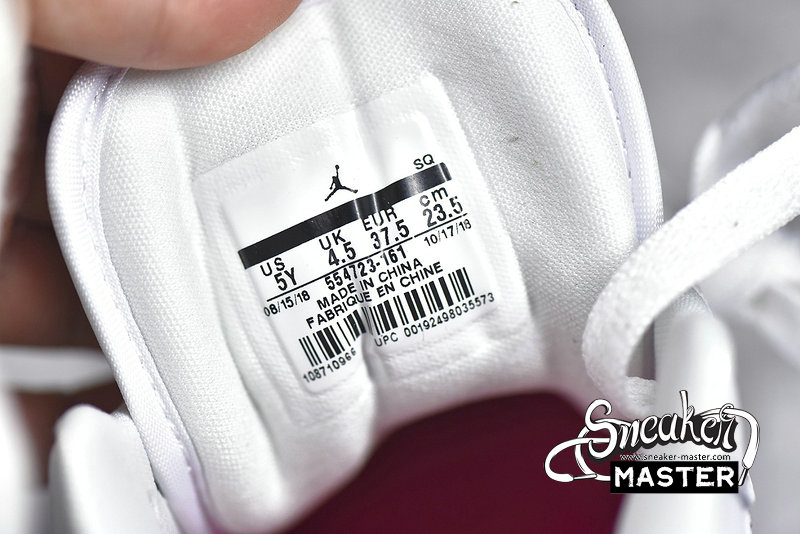 SQ
US UK EUR cm
5Y 4.5 37.5 23.5
08/15/18 554723-161 10/17/18
MADE IN CHINA
FABRIQUE EN CHINE
UPC 00192498035573
Sneaker
www.sneaker-master.com
MASTER